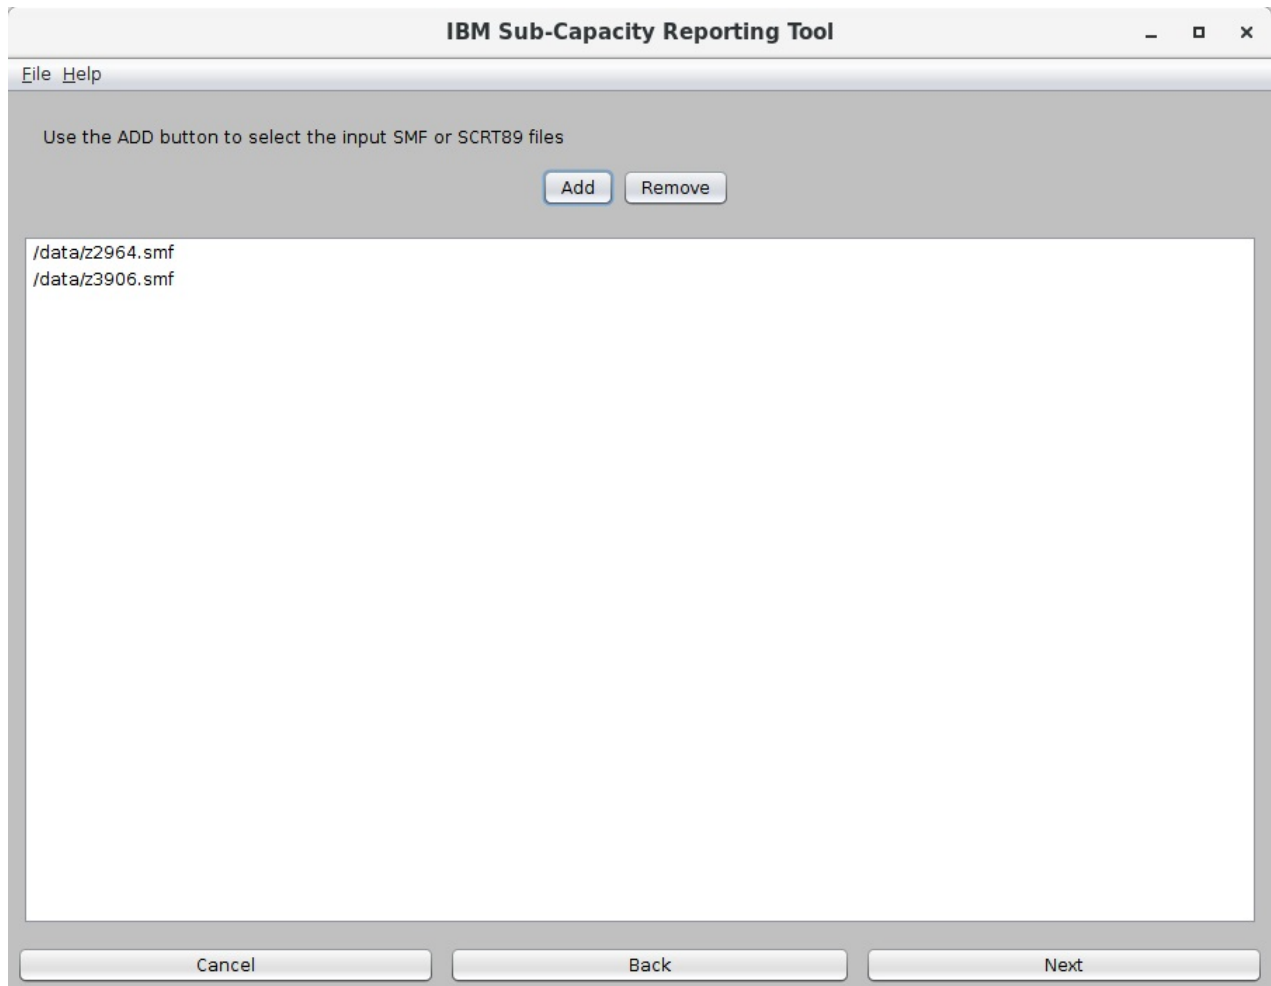 IBM Sub-Capacity Reporting Tool
File Help
Use the ADD button to select the input SMF or SCRT89 files
Add Remove
/data/z2964.smf
/data/z3906.smf
Cancel Back Next